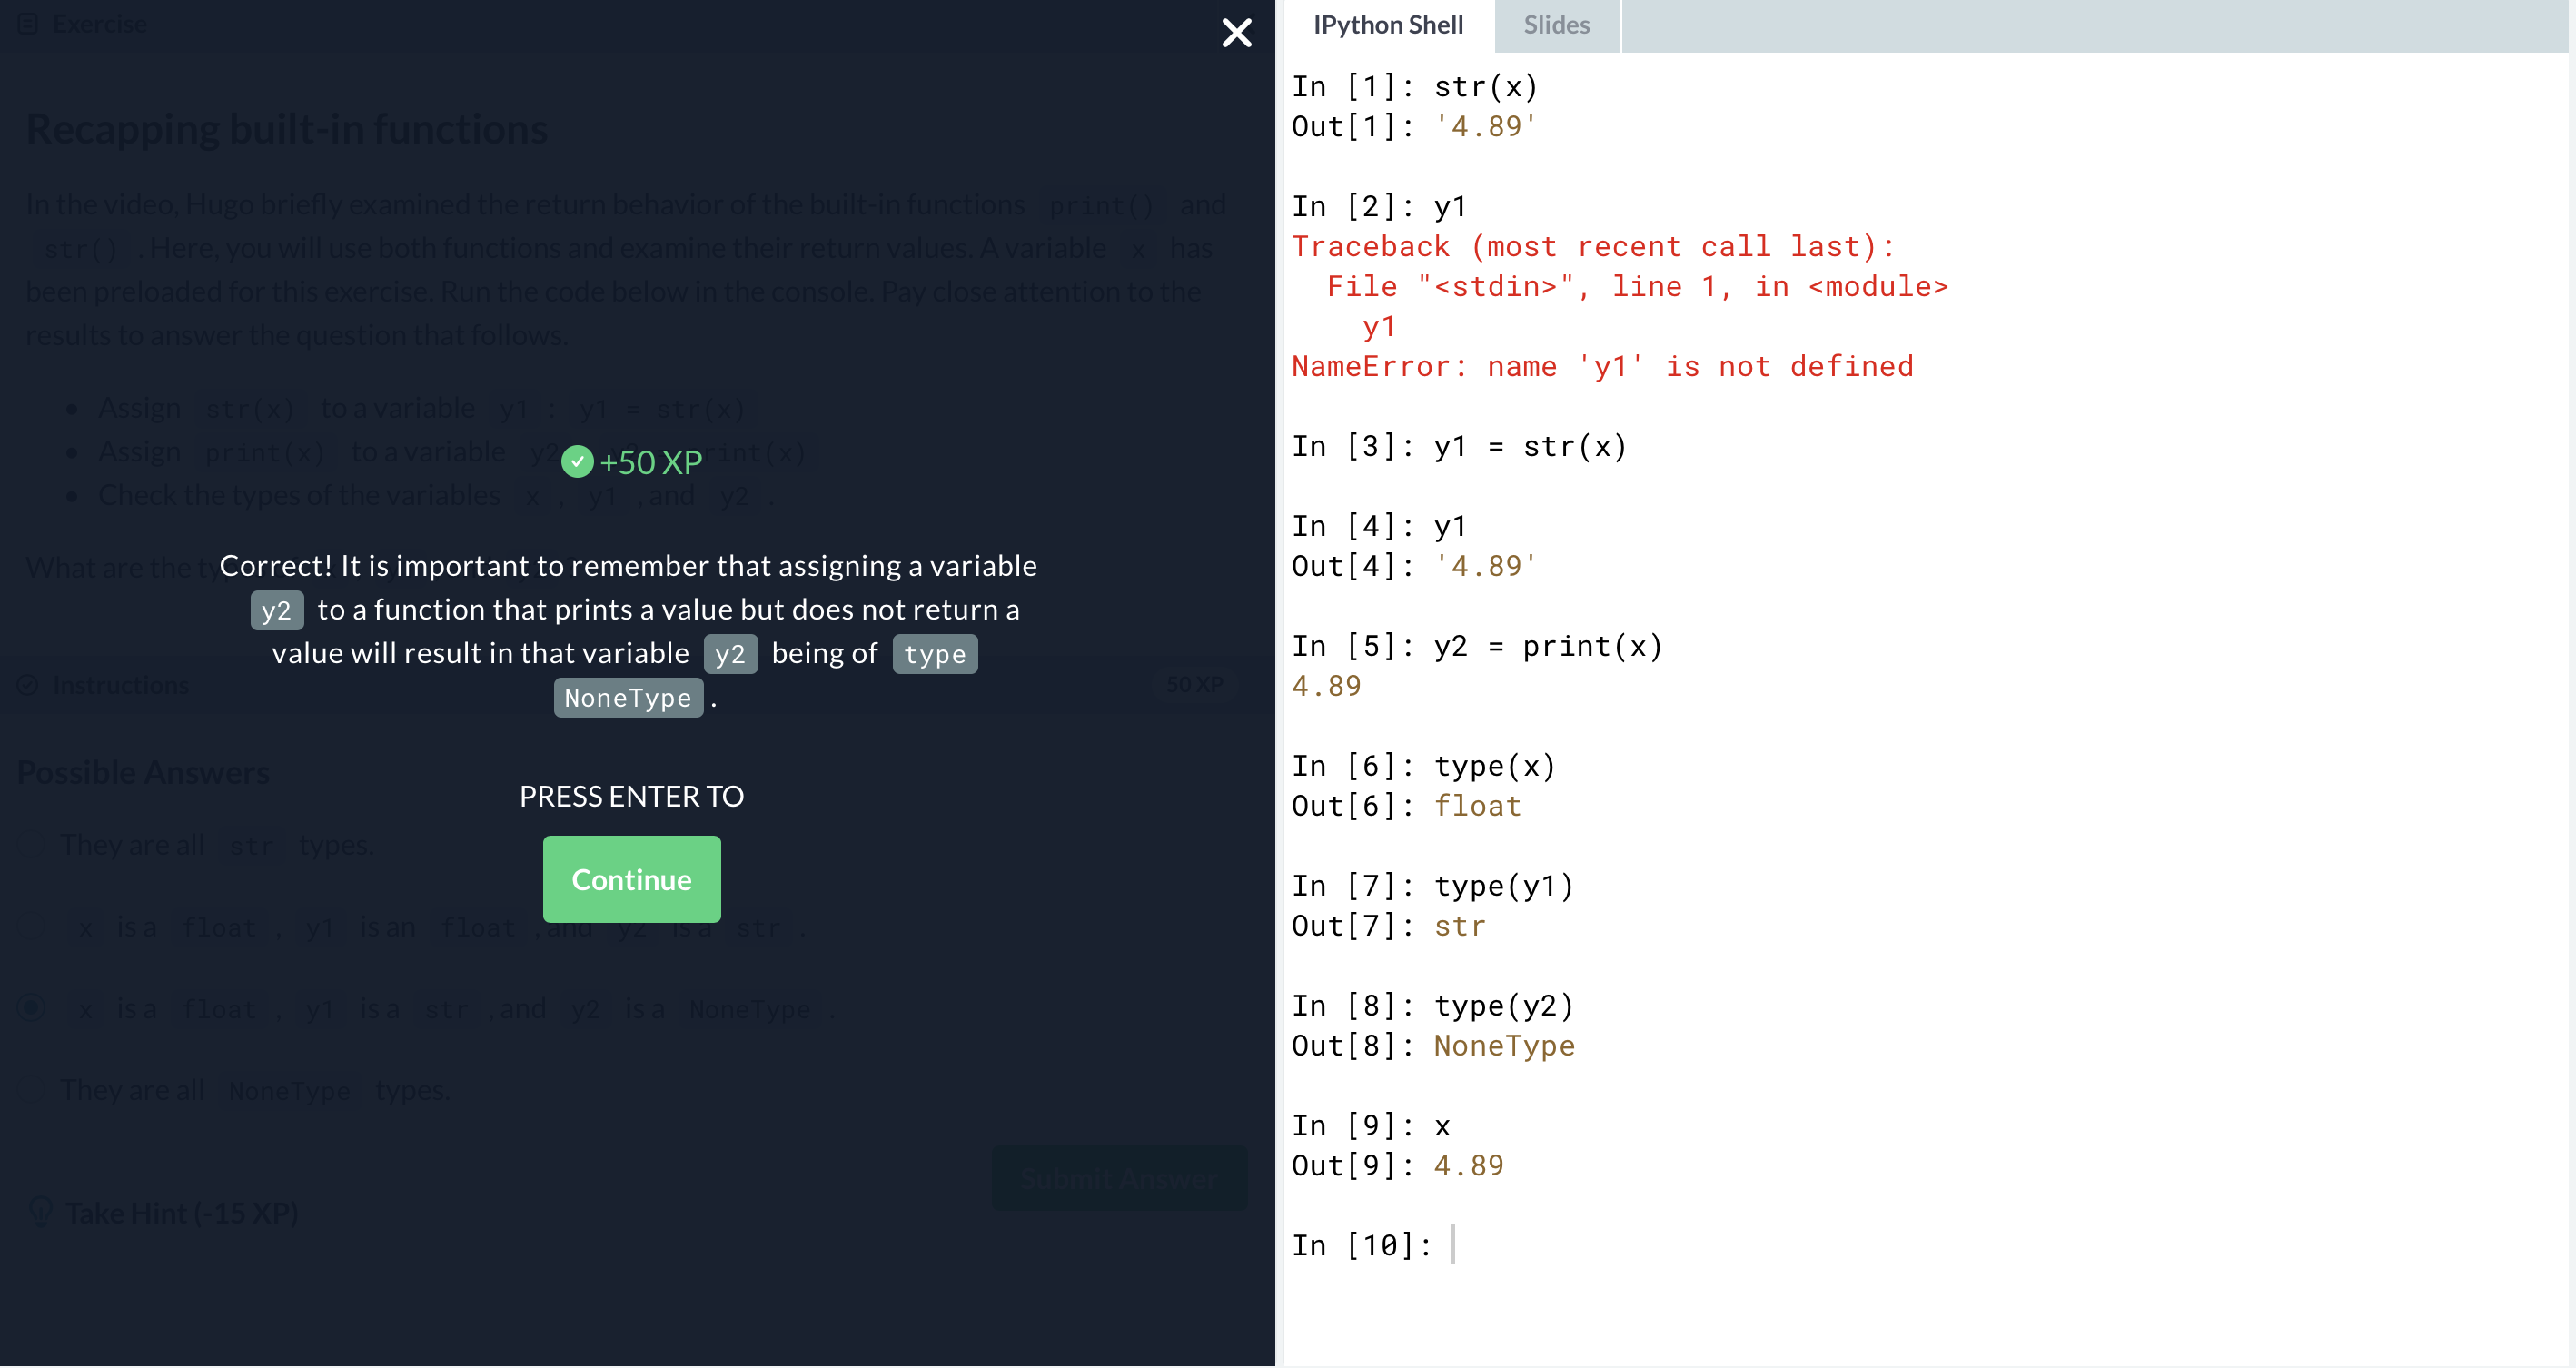 Exercise
Recapping built-in functions
In the video, Hugo briefly examined the return behavior of the built-in functions print() and
str() . Here, you will use both functions and examine their return values. A variable x has
been preloaded for this exercise. Run the code below in the console. Pay close attention to the
results to answer the question that follows.
• Assign str(x) to a variable y1 : y1 = str(x)
• Assign print(x) to a variable y2 rint(x)
• Check the types of the variables x , y1 , and y2 .
What are the
+50 XP
Correct! It is important to remember that assigning a variable
y2 to a function that prints a value but does not return a
value will result in that variable y2 being of type
NoneType .
PRESS ENTER TO
Continue
Instructions
50 XP
Possible Answers
They are all str types.
x is a float , y1 is an float , and y2 is a str .
x is a float , y1 is a str , and y2 is a NoneType .
They are all NoneType types.
Submit Answer
Take Hint (-15 XP)
IPython Shell
Slides
In [1]: str(x)
Out[1]: '4.89'
In [2]: y1
Traceback (most recent call last):
File "<stdin>", line 1, in <module>
y1
NameError: name 'y1' is not defined
In [3]: y1 = str(x)
In [4]: y1
Out[4]: '4.89'
In [5]: y2 = print(x)
4.89
In [6]: type(x)
Out[6]: float
In [7]: type(y1)
Out[7]: str
In [8]: type(y2)
Out[8]: NoneType
In [9]: x
Out[9]: 4.89
In [10]: